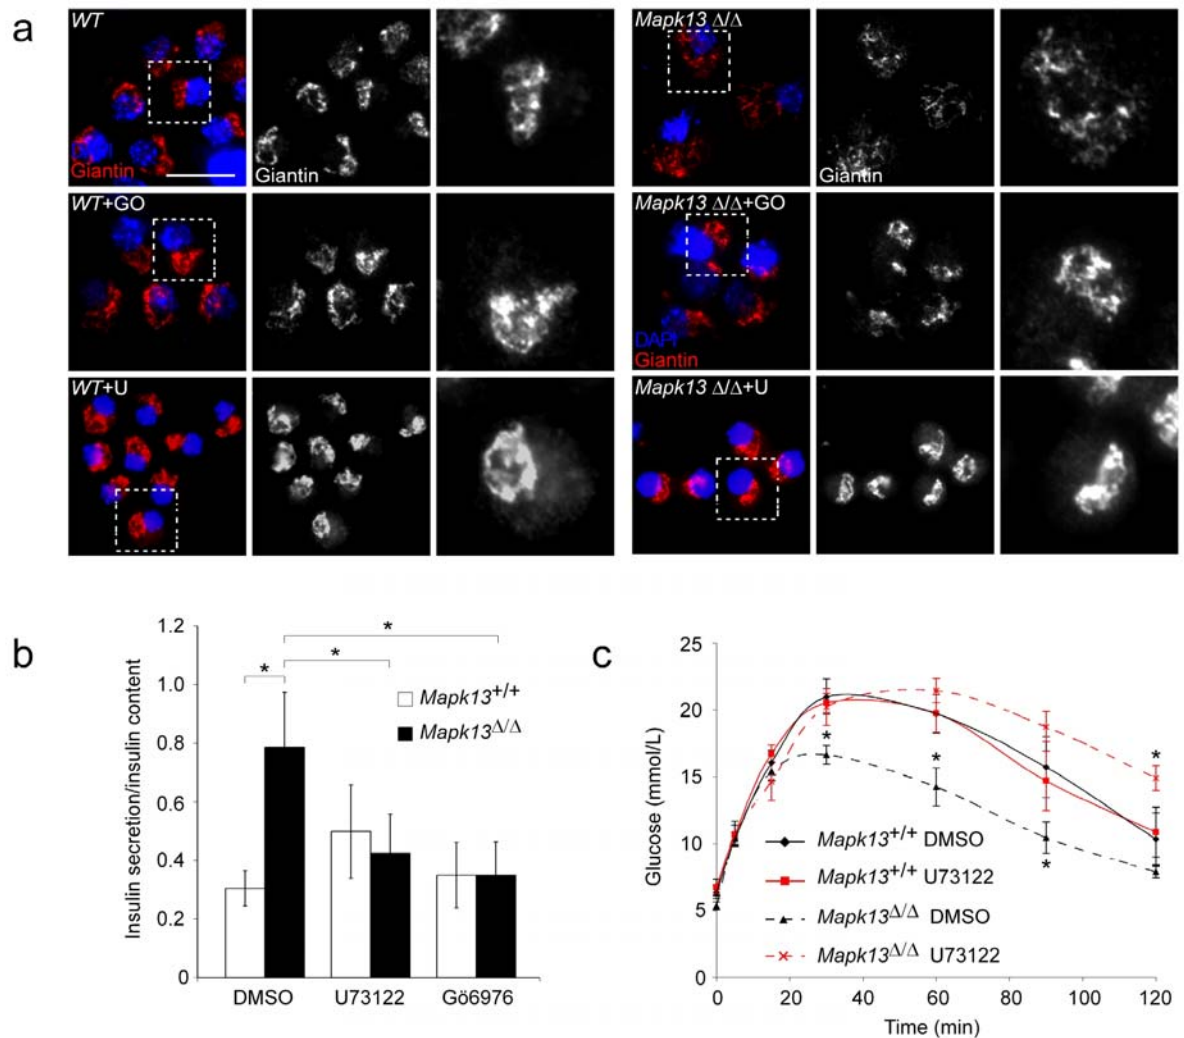 a
WT
Giantin
Giantin
Mapk13 Δ/Δ
Giantin
WT+GO
Mapk13 Δ/Δ+GO
DAPI
Giantin
WT+U
Mapk13 Δ/Δ+U
b
Insulin secretion/insulin content
1.2
1.0
0.8
0.6
0.4
0.2
0
*
*
*
Mapk13+/+
Mapk13Δ/Δ
DMSO
U73122
Gö6976
c
Glucose (mmol/L)
25
20
15
10
5
0
*
*
*
*
Mapk13+/+ DMSO
Mapk13+/+ U73122
Mapk13Δ/Δ DMSO
Mapk13Δ/Δ U73122
0 20 40 60 80 100 120
Time (min)